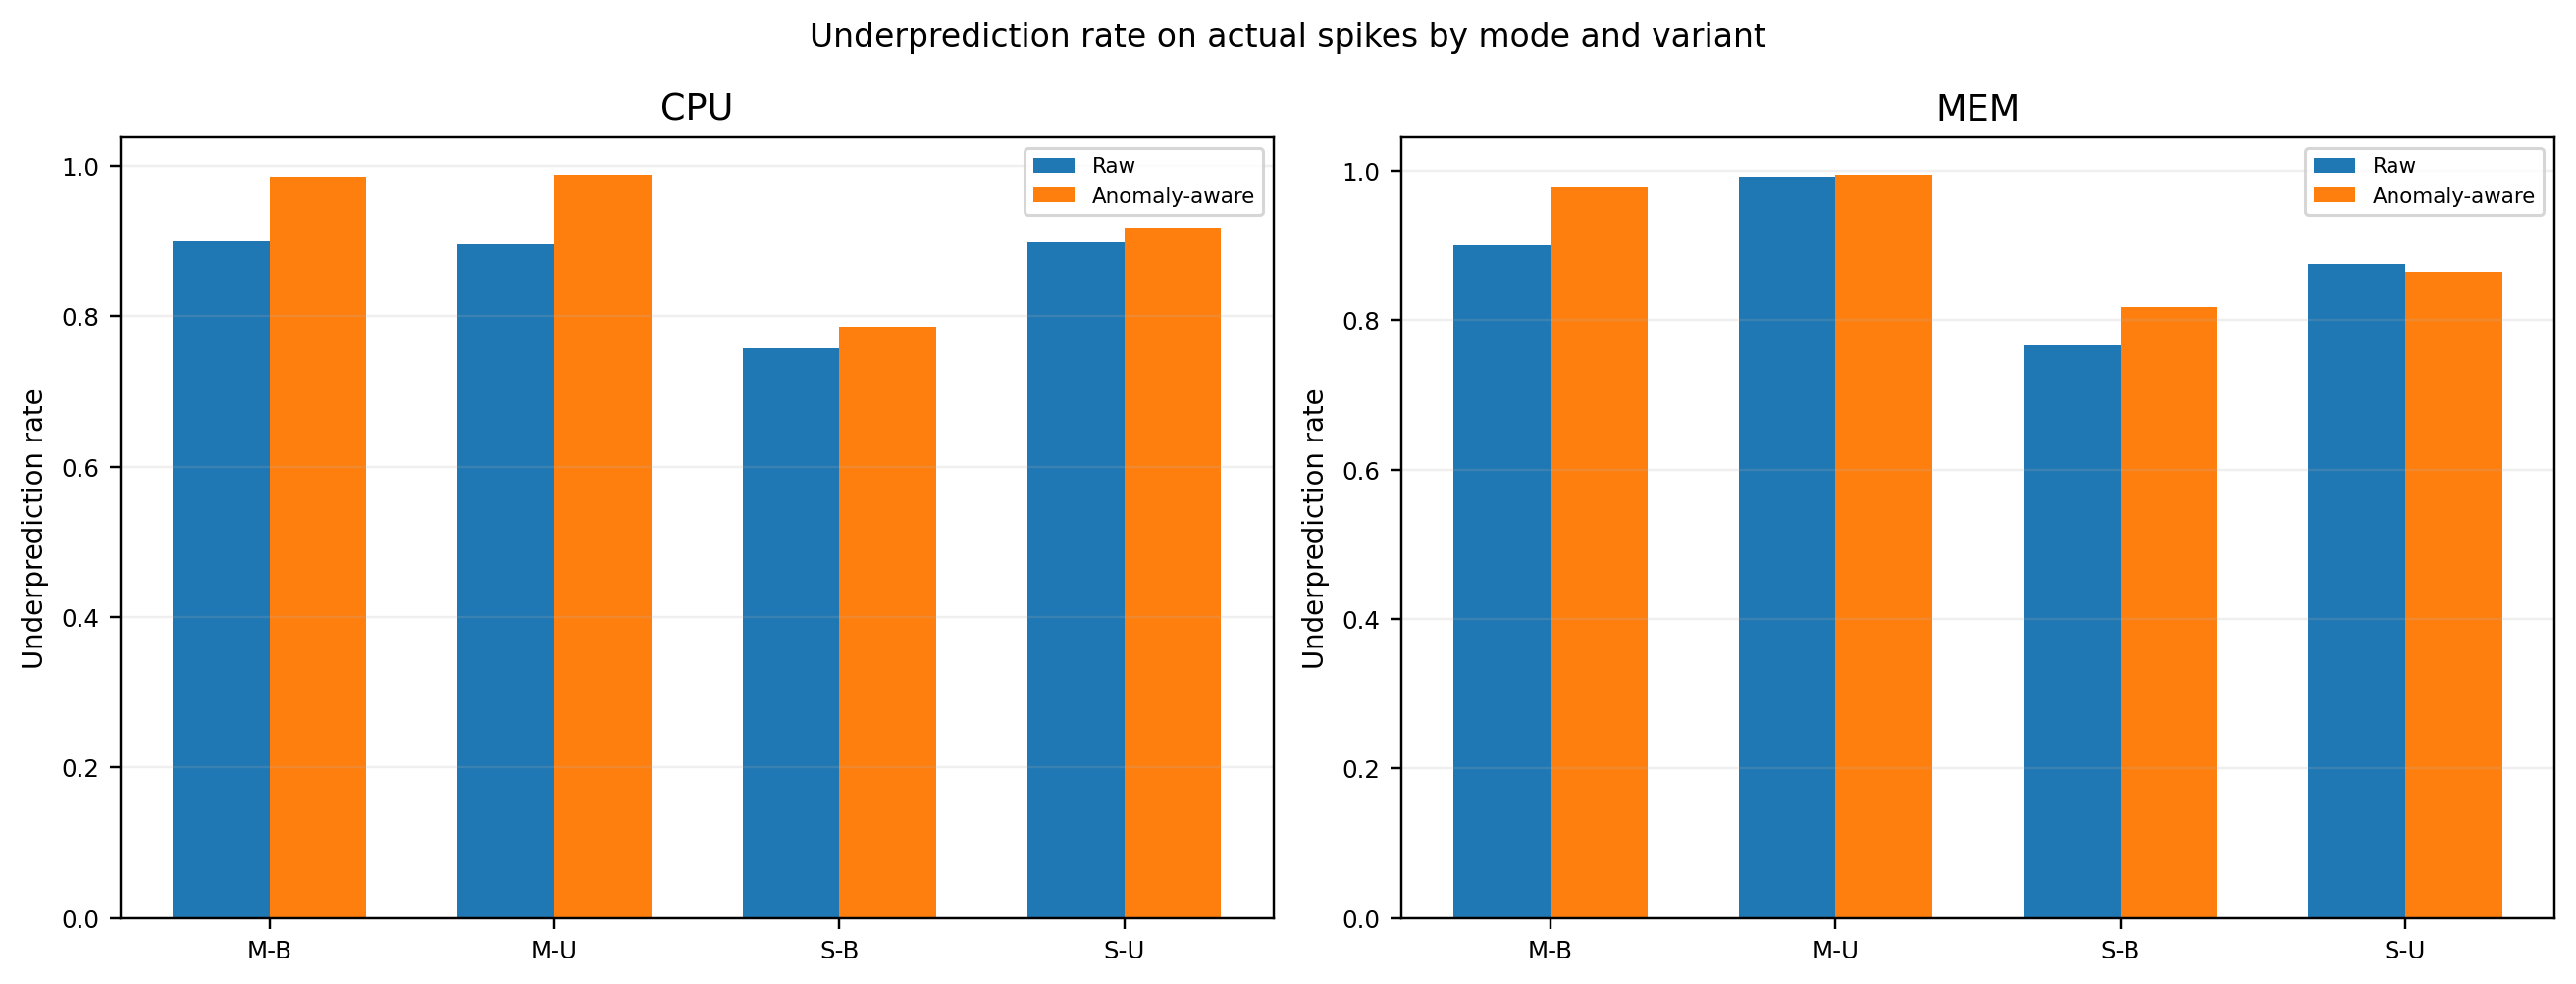 Underprediction rate on actual spikes by mode and variant
CPU
Underprediction rate
1.0
0.8
0.6
0.4
0.2
0.0
M-B
M-U
S-B
S-U
Raw
Anomaly-aware
MEM
Underprediction rate
1.0
0.8
0.6
0.4
0.2
0.0
M-B
M-U
S-B
S-U
Raw
Anomaly-aware